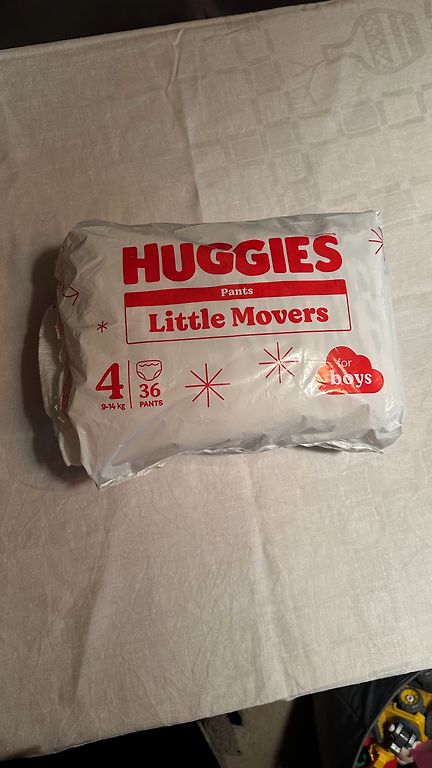 HUGGIES
Pants
Little Movers
4
9-14 kg
36
PANTS
for
boys